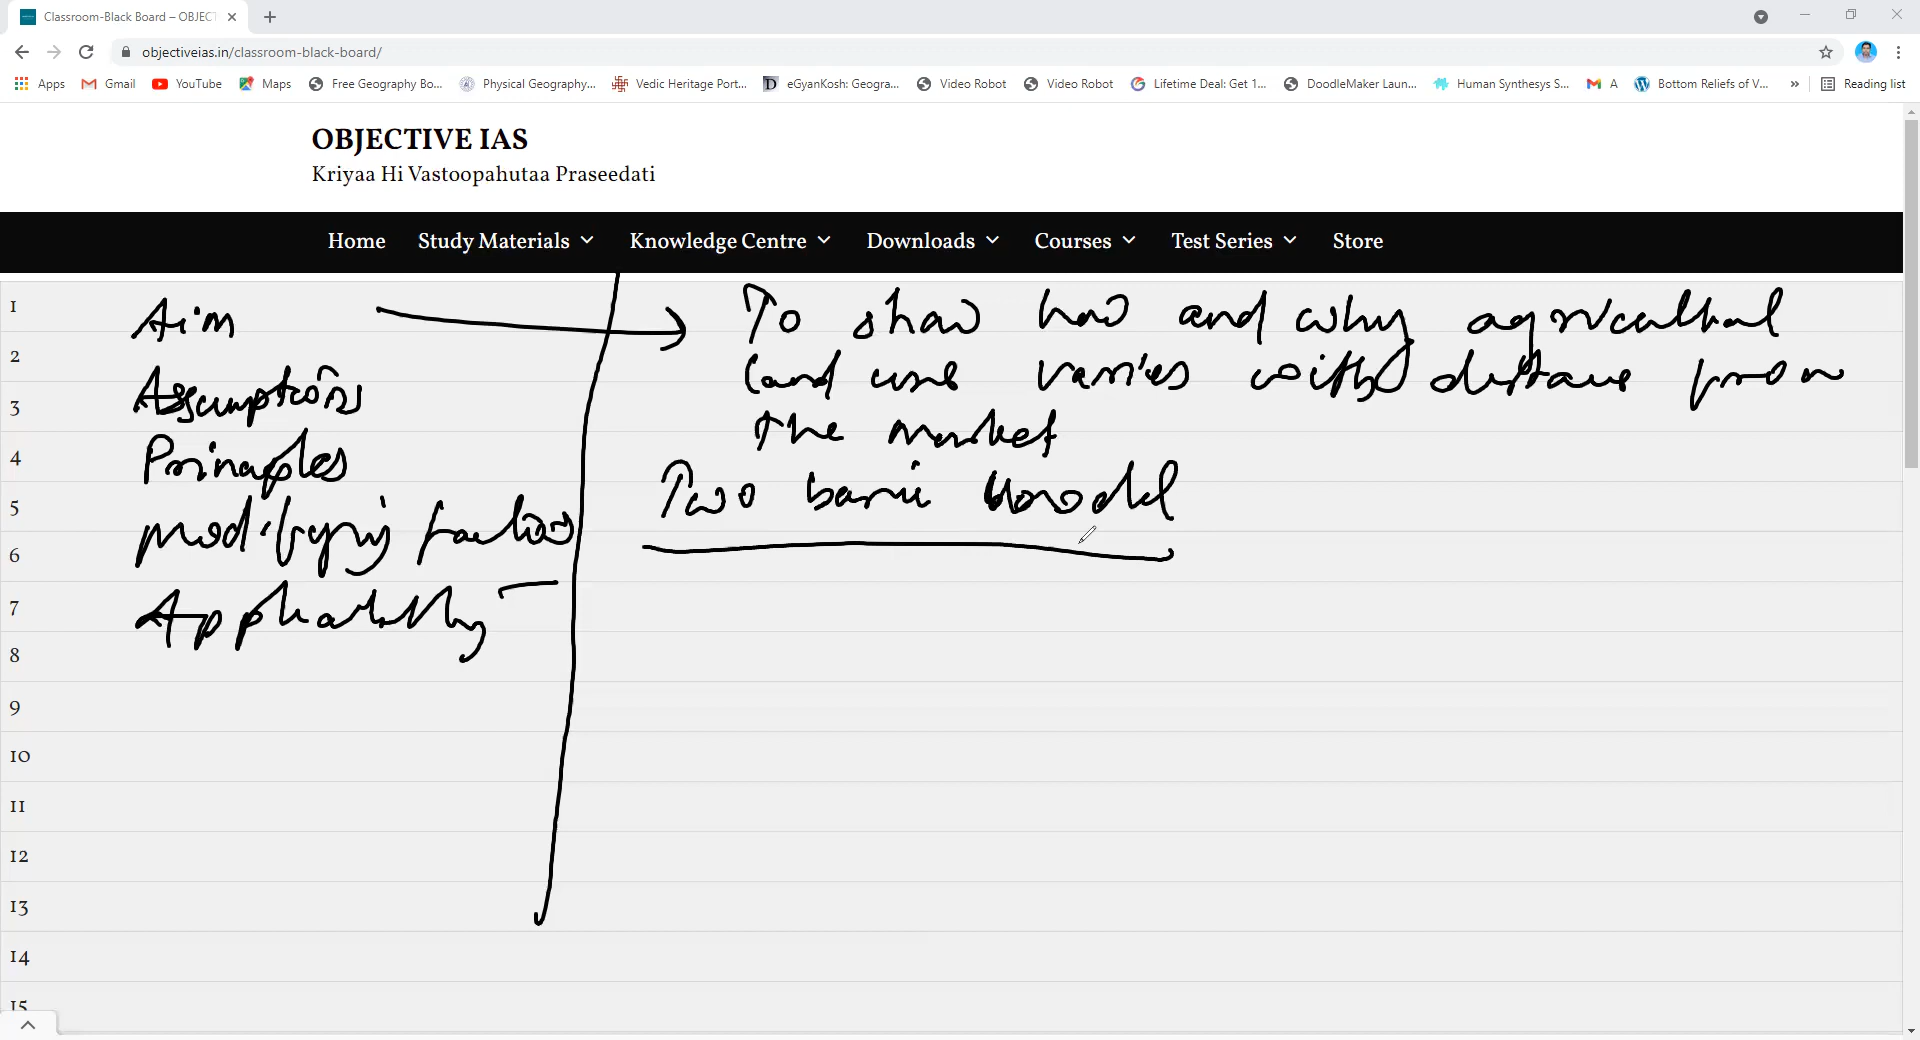 Classroom-Black Board – OBJECT
objectiveias.in/classroom-black-board/
Apps Gmail YouTube Maps Free Geography Bo... Physical Geography... Vedic Heritage Port... eGyanKosh: Geogra... Video Robot Video Robot Lifetime Deal: Get 1... DoodleMaker Laun... Human Synthesys S... A Bottom Reliefs of V... » Reading list
OBJECTIVE IAS
Kriyaa Hi Vastoopahutaa Praseedati
Home Study Materials Knowledge Centre Downloads Courses Test Series Store
1
2
3
4
5
6
7
8
9
10
11
12
13
14
15
Aim
Assumptions
Principles
modifying factors
Applicability
To show how and why agricultural
land use varies with distance from
the market
Two basic model